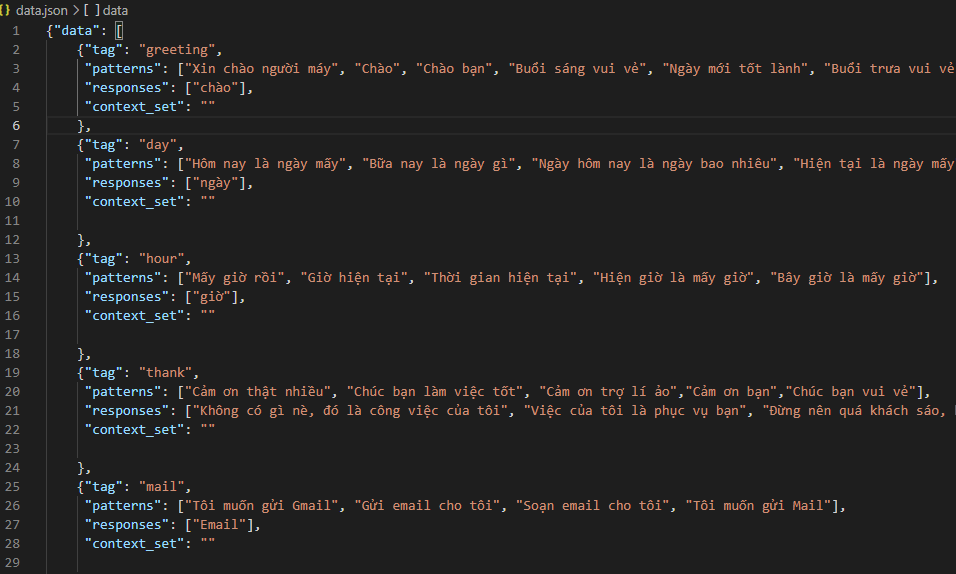 {} data.json > [ ] data
1 {"data": [
2 {"tag": "greeting",
3 "patterns": ["Xin chào người máy", "Chào", "Chào bạn", "Buổi sáng vui vẻ", "Ngày mới tốt lành", "Buổi trưa vui vẻ
4 "responses": ["chào"],
5 "context_set": ""
6 },
7 {"tag": "day",
8 "patterns": ["Hôm nay là ngày mấy", "Bữa nay là ngày gì", "Ngày hôm nay là ngày bao nhiêu", "Hiện tại là ngày mấy
9 "responses": ["ngày"],
10 "context_set": ""
11
12 },
13 {"tag": "hour",
14 "patterns": ["Mấy giờ rồi", "Giờ hiện tại", "Thời gian hiện tại", "Hiện giờ là mấy giờ", "Bây giờ là mấy giờ"],
15 "responses": ["giờ"],
16 "context_set": ""
17
18 },
19 {"tag": "thank",
20 "patterns": ["Cảm ơn thật nhiều", "Chúc bạn làm việc tốt", "Cảm ơn trợ lí ảo","Cảm ơn bạn","Chúc bạn vui vẻ"],
21 "responses": ["Không có gì nè, đó là công việc của tôi", "Việc của tôi là phục vụ bạn", "Đừng nên quá khách sáo,
22 "context_set": ""
23
24 },
25 {"tag": "mail",
26 "patterns": ["Tôi muốn gửi Gmail", "Gửi email cho tôi", "Soạn email cho tôi", "Tôi muốn gửi Mail"],
27 "responses": ["Email"],
28 "context_set": ""
29